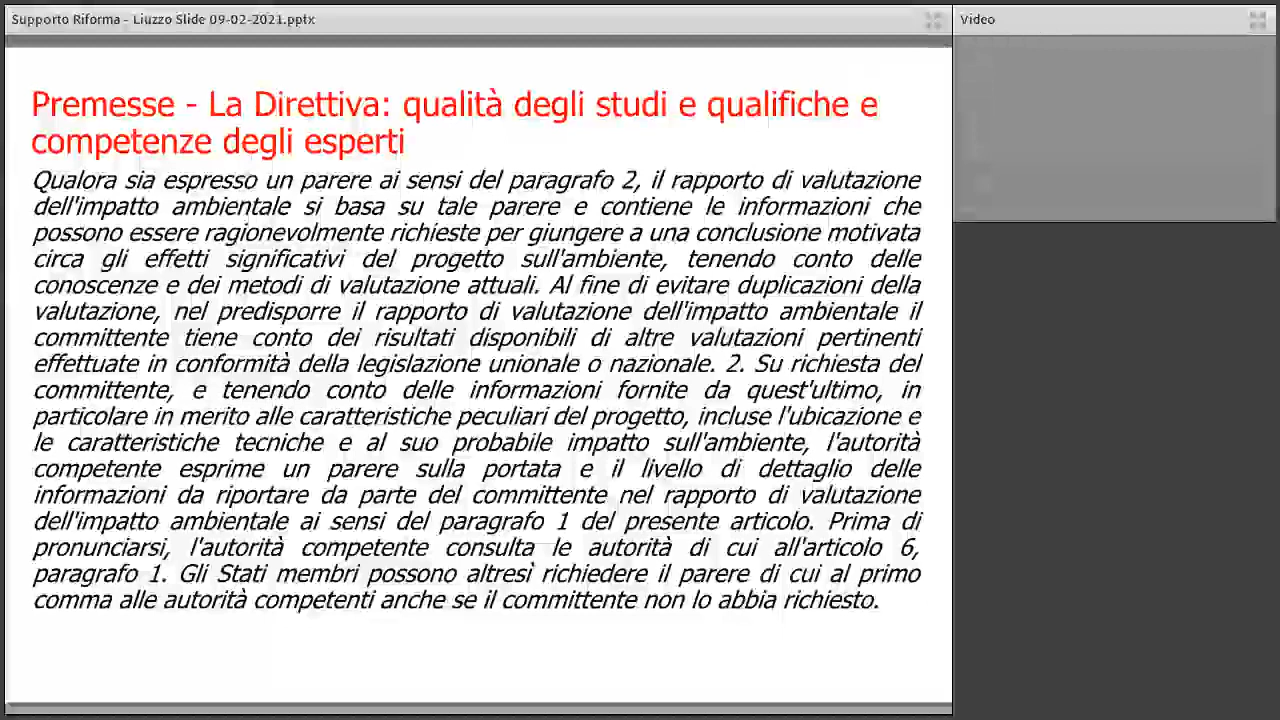 Supporto Riforma - Liuzzo Slide 09-02-2021.pptx
Video
Premesse - La Direttiva: qualità degli studi e qualifiche e
competenze degli esperti
Qualora sia espresso un parere ai sensi del paragrafo 2, il rapporto di valutazione
dell'impatto ambientale si basa su tale parere e contiene le informazioni che
possono essere ragionevolmente richieste per giungere a una conclusione motivata
circa gli effetti significativi del progetto sull'ambiente, tenendo conto delle
conoscenze e dei metodi di valutazione attuali. Al fine di evitare duplicazioni della
valutazione, nel predisporre il rapporto di valutazione dell'impatto ambientale il
committente tiene conto dei risultati disponibili di altre valutazioni pertinenti
effettuate in conformità della legislazione unionale o nazionale. 2. Su richiesta del
committente, e tenendo conto delle informazioni fornite da quest'ultimo, in
particolare in merito alle caratteristiche peculiari del progetto, incluse l'ubicazione e
le caratteristiche tecniche e al suo probabile impatto sull'ambiente, l'autorità
competente esprime un parere sulla portata e il livello di dettaglio delle
informazioni da riportare da parte del committente nel rapporto di valutazione
dell'impatto ambientale ai sensi del paragrafo 1 del presente articolo. Prima di
pronunciarsi, l'autorità competente consulta le autorità di cui all'articolo 6,
paragrafo 1. Gli Stati membri possono altresì richiedere il parere di cui al primo
comma alle autorità competenti anche se il committente non lo abbia richiesto.